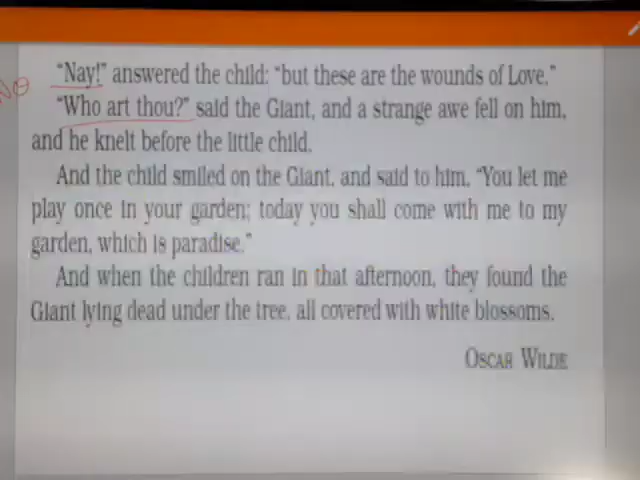 "Nay!" answered the child: "but these are the wounds of Love."
NO
"Who art thou?" said the Giant, and a strange awe fell on him,
and he knelt before the little child.
And the child smiled on the Giant, and said to him, "You let me
play once in your garden; today you shall come with me to my
garden, which is paradise."
And when the children ran in that afternoon, they found the
Giant lying dead under the tree, all covered with white blossoms.
OSCAR WILDE